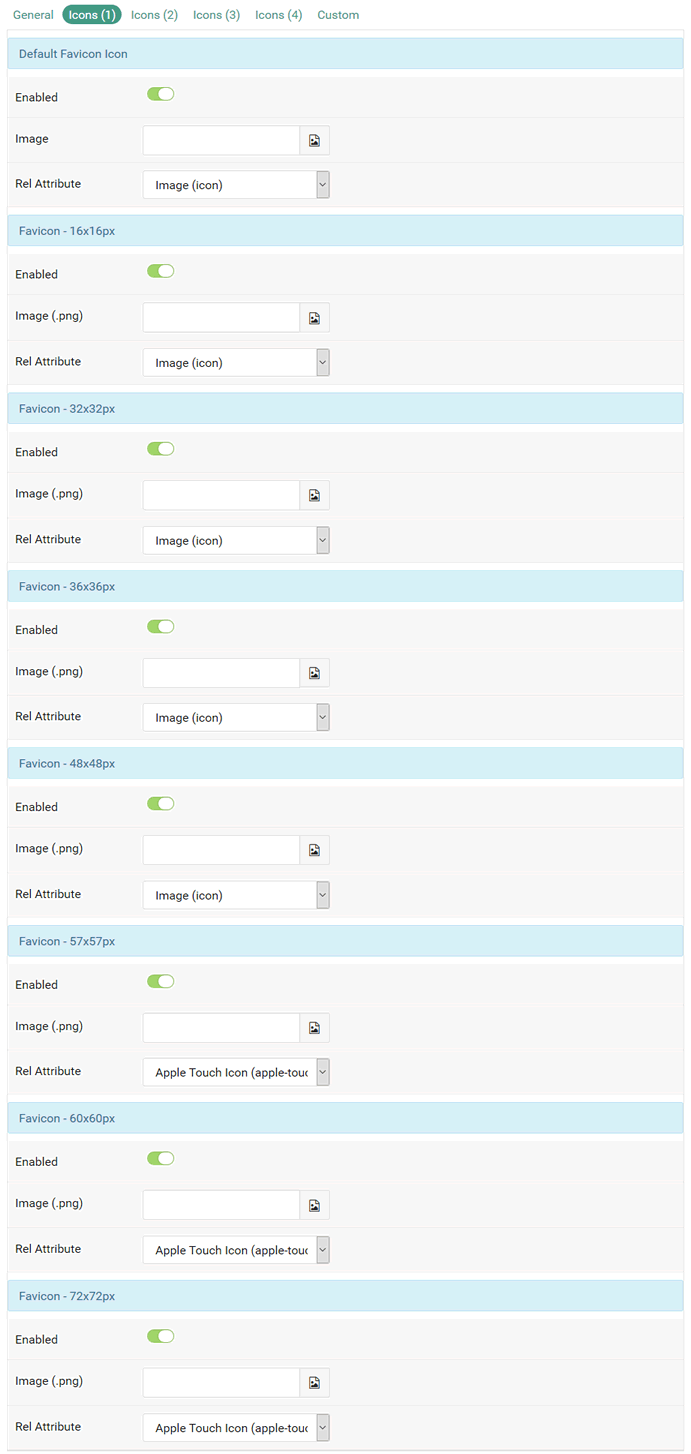 General Icons (1) Icons (2) Icons (3) Icons (4) Custom
Default Favicon Icon
Enabled
Image
Rel Attribute Image (icon)
Favicon - 16x16px
Enabled
Image (.png)
Rel Attribute Image (icon)
Favicon - 32x32px
Enabled
Image (.png)
Rel Attribute Image (icon)
Favicon - 36x36px
Enabled
Image (.png)
Rel Attribute Image (icon)
Favicon - 48x48px
Enabled
Image (.png)
Rel Attribute Image (icon)
Favicon - 57x57px
Enabled
Image (.png)
Rel Attribute Apple Touch Icon (apple-touc
Favicon - 60x60px
Enabled
Image (.png)
Rel Attribute Apple Touch Icon (apple-touc
Favicon - 72x72px
Enabled
Image (.png)
Rel Attribute Apple Touch Icon (apple-touc